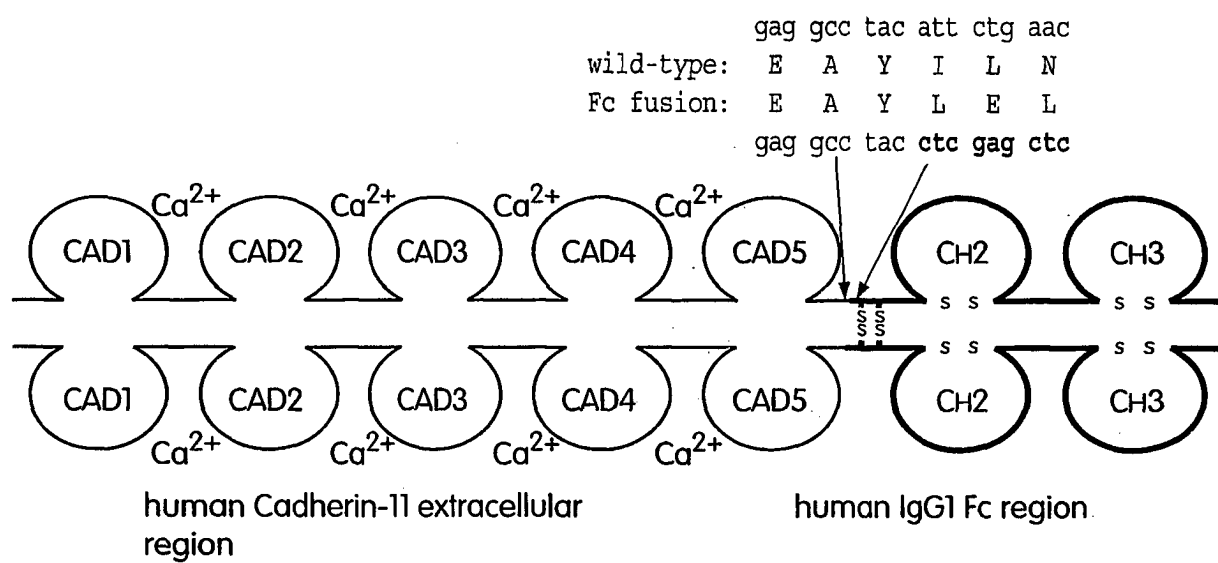 gag gcc tac att ctg aac
wild-type: E A Y I L N
Fc fusion: E A Y L E L
gag gcc tac ctc gag ctc
Ca2+ Ca2+ Ca2+ Ca2+
CAD1 CAD2 CAD3 CAD4 CAD5 CH2 CH3
s s s s
s s
s s
s s s s
CAD1 CAD2 CAD3 CAD4 CAD5 CH2 CH3
Ca2+ Ca2+ Ca2+ Ca2+
human Cadherin-11 extracellular
region
human IgG1 Fc region